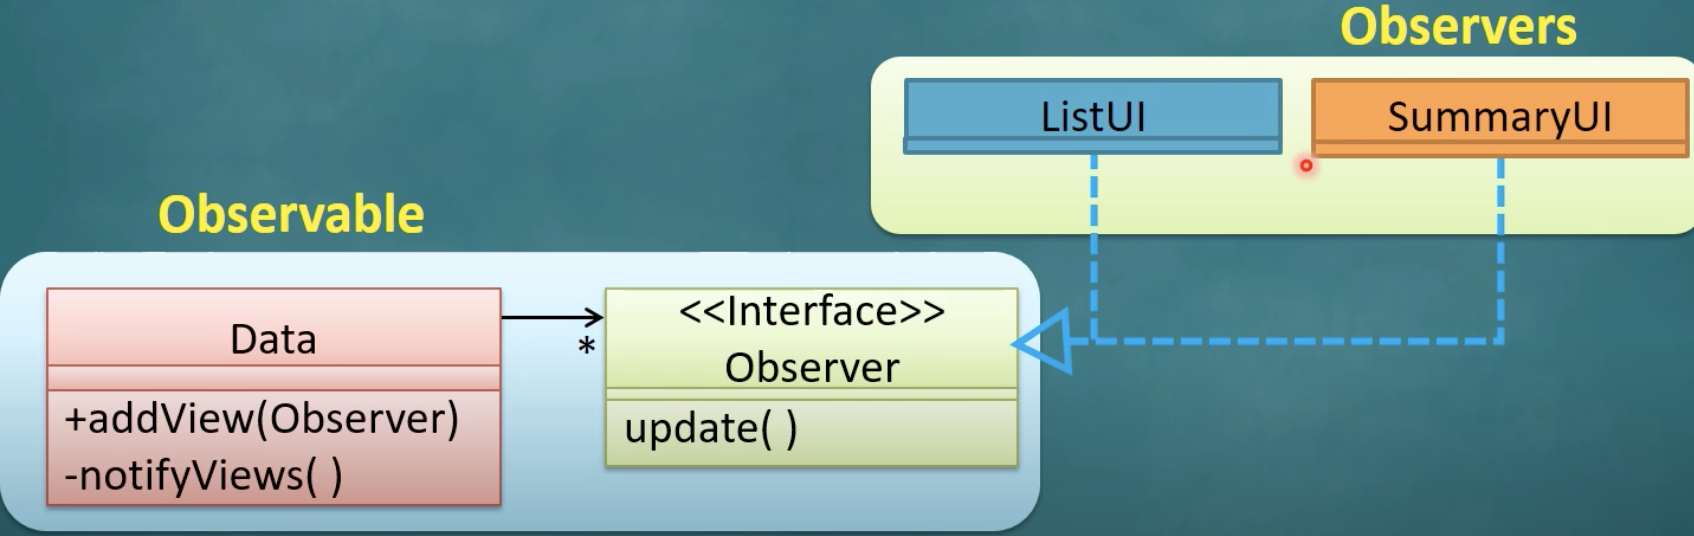 Observers
ListUI
SummaryUI
Observable
Data
+addView(Observer)
-notifyViews( )
*
<<Interface>>
Observer
update( )